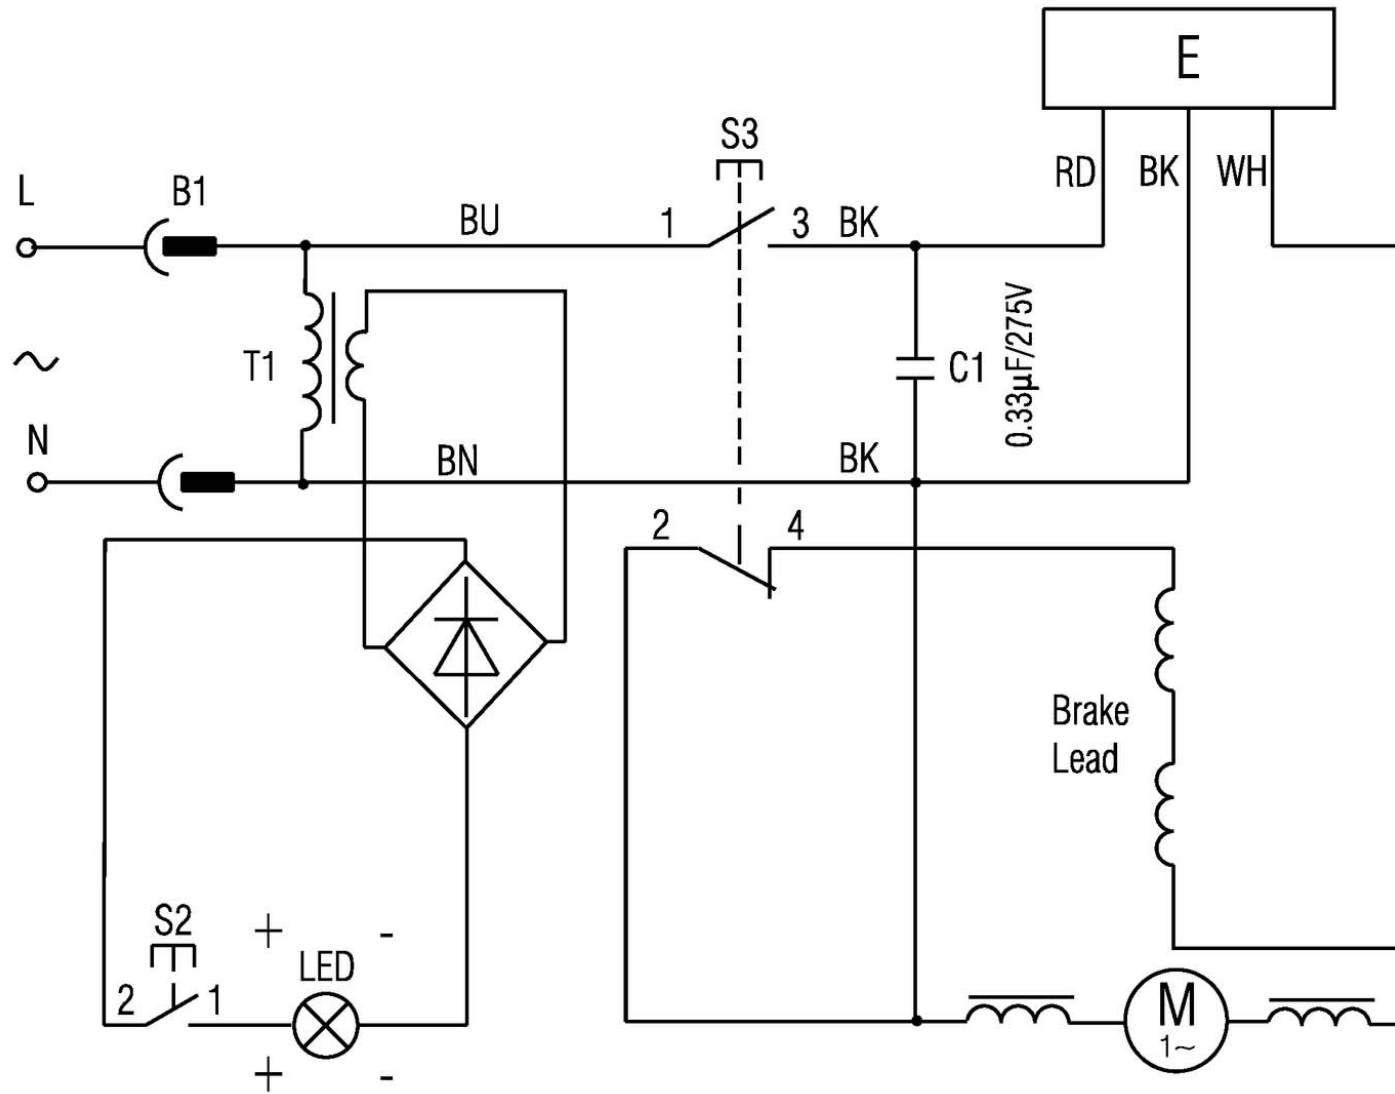 E
S3
RD BK WH
L
B1
BU
1
3
BK
T1
C1
0.33µF/275V
N
BN
BK
2
4
Brake
Lead
S2
+ -
LED
2
1
M
1~
+ -